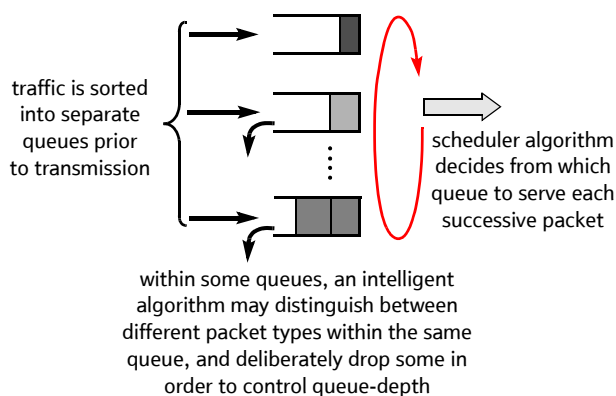 traffic is sorted
into separate
queues prior
to transmission
scheduler algorithm
decides from which
queue to serve each
successive packet
within some queues, an intelligent
algorithm may distinguish between
different packet types within the same
queue, and deliberately drop some in
order to control queue-depth